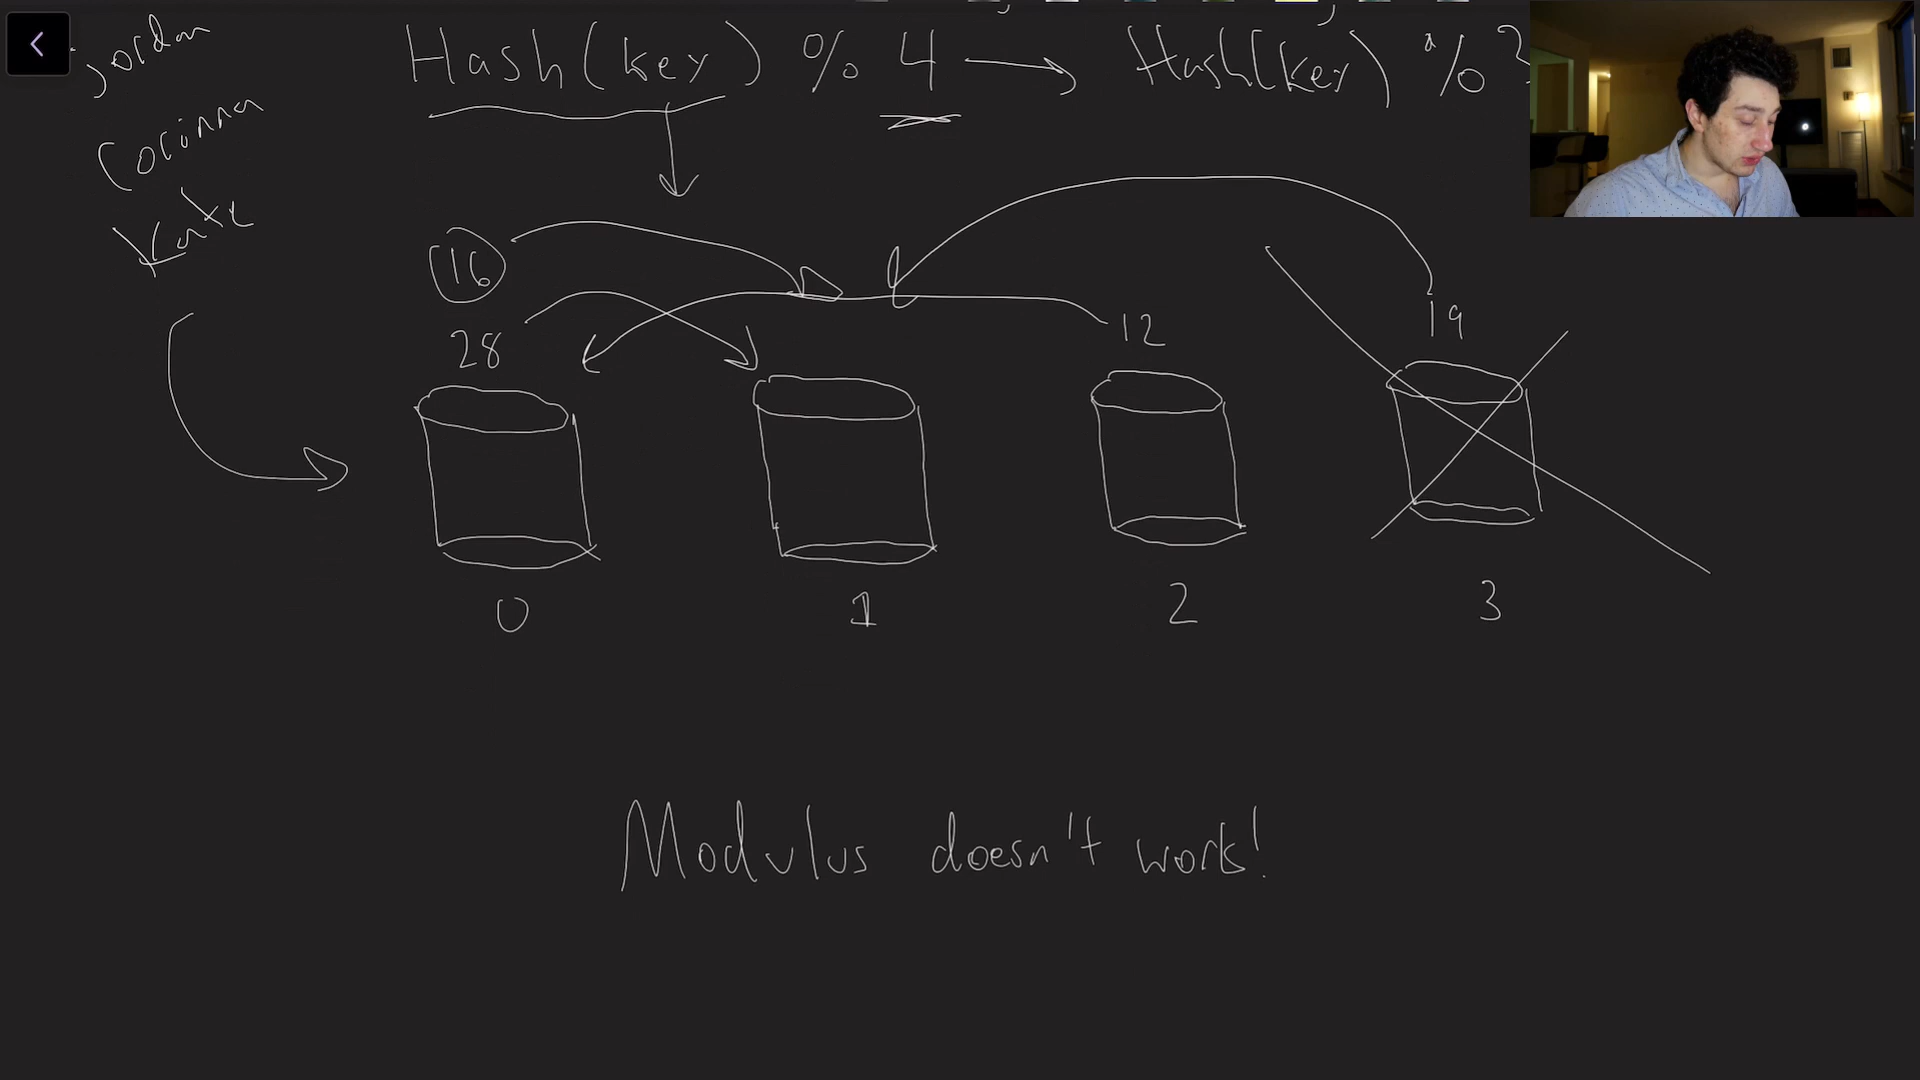 Jordan
Hash(key) % 4 → Hash(key) % 3
Corinna
Kate
16
28
12
19
0 1 2 3
Modulus doesn't work!